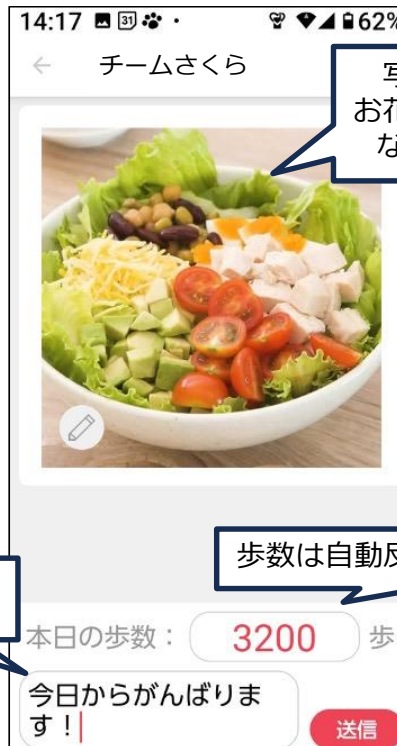 14:17 31 62%
チームさくら
写
お花
な
歩数は自動反
本日の歩数： 3200 歩
今日からがんばりま
す！
送信